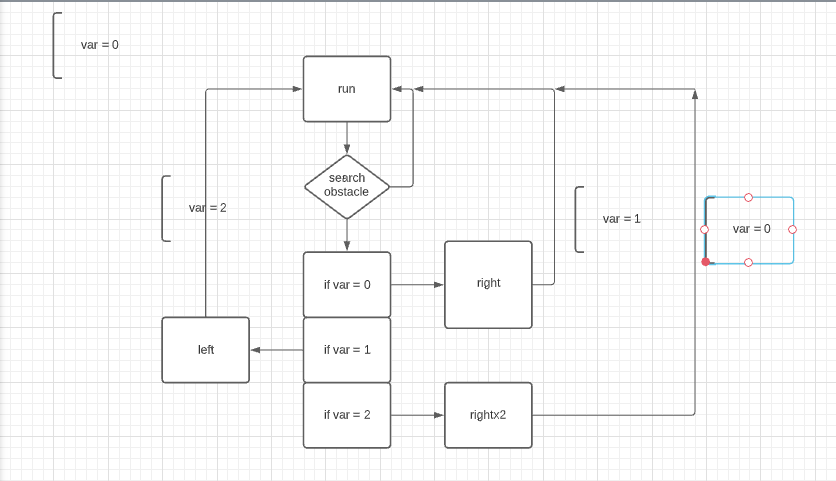 var = 0
run
search
obstacle
var = 2
var = 1
var = 0
if var = 0
right
left
if var = 1
if var = 2
rightx2